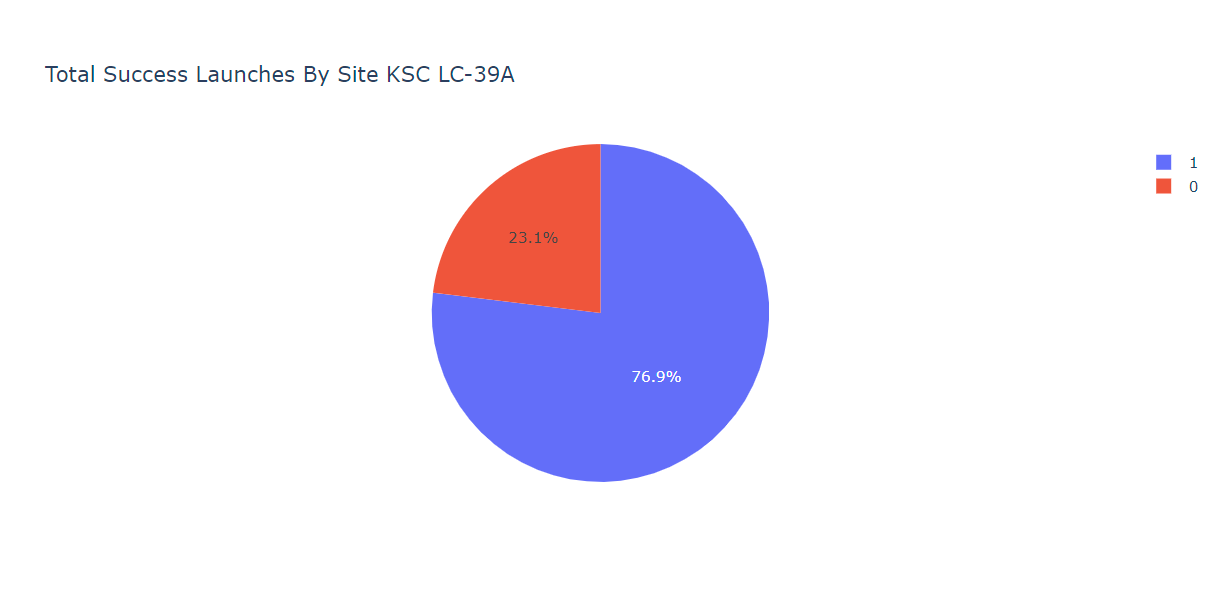 Total Success Launches By Site KSC LC-39A
1
0
23.1%
76.9%